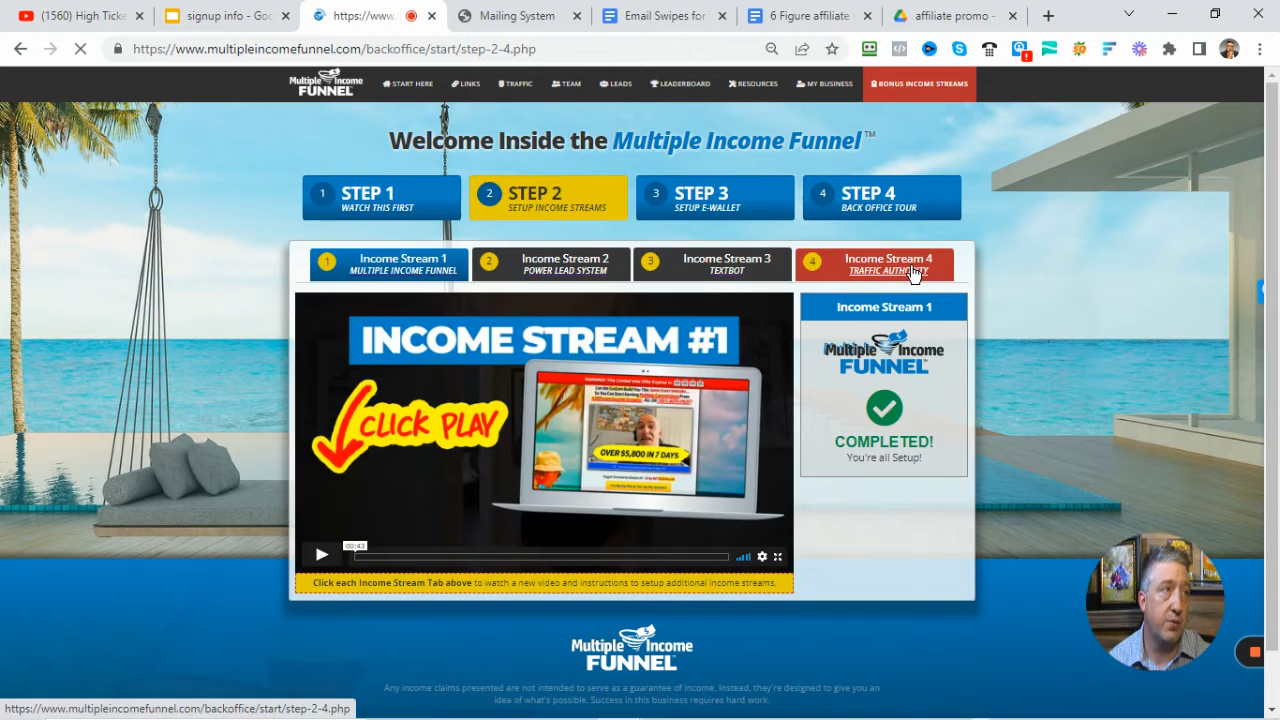 (1560) High Ticket
signup info - Goo
https://www.
Mailing System
Email Swipes for
6 Figure affiliate
affiliate promo -
https://www.multipleincomefunnel.com/backoffice/start/step-2-4.php
Multiple Income
FUNNEL
START HERE
LINKS
TRAFFIC
TEAM
LEADS
LEADERBOARD
RESOURCES
MY BUSINESS
BONUS INCOME STREAMS
Welcome Inside the Multiple Income Funnel™
1 STEP 1
WATCH THIS FIRST
2 STEP 2
SETUP INCOME STREAMS
3 STEP 3
SETUP E-WALLET
4 STEP 4
BACK OFFICE TOUR
1 Income Stream 1
MULTIPLE INCOME FUNNEL
2 Income Stream 2
POWER LEAD SYSTEM
3 Income Stream 3
TEXTBOT
4 Income Stream 4
TRAFFIC AUTHORITY
INCOME STREAM #1
CLICK PLAY
OVER $5,800 IN 7 DAYS
00:43
Click each Income Stream Tab above to watch a new video and instructions to setup additional income streams.
Income Stream 1
Multiple Income
FUNNEL
COMPLETED!
You're all Setup!
Multiple Income
FUNNEL
Any income claims presented are not intended to serve as a guarantee of income. Instead, they're designed to give you an
idea of what's possible. Success in this business requires hard work.
s://www.multipleincomefunnel.com/backoffice/start/step-2-4.php